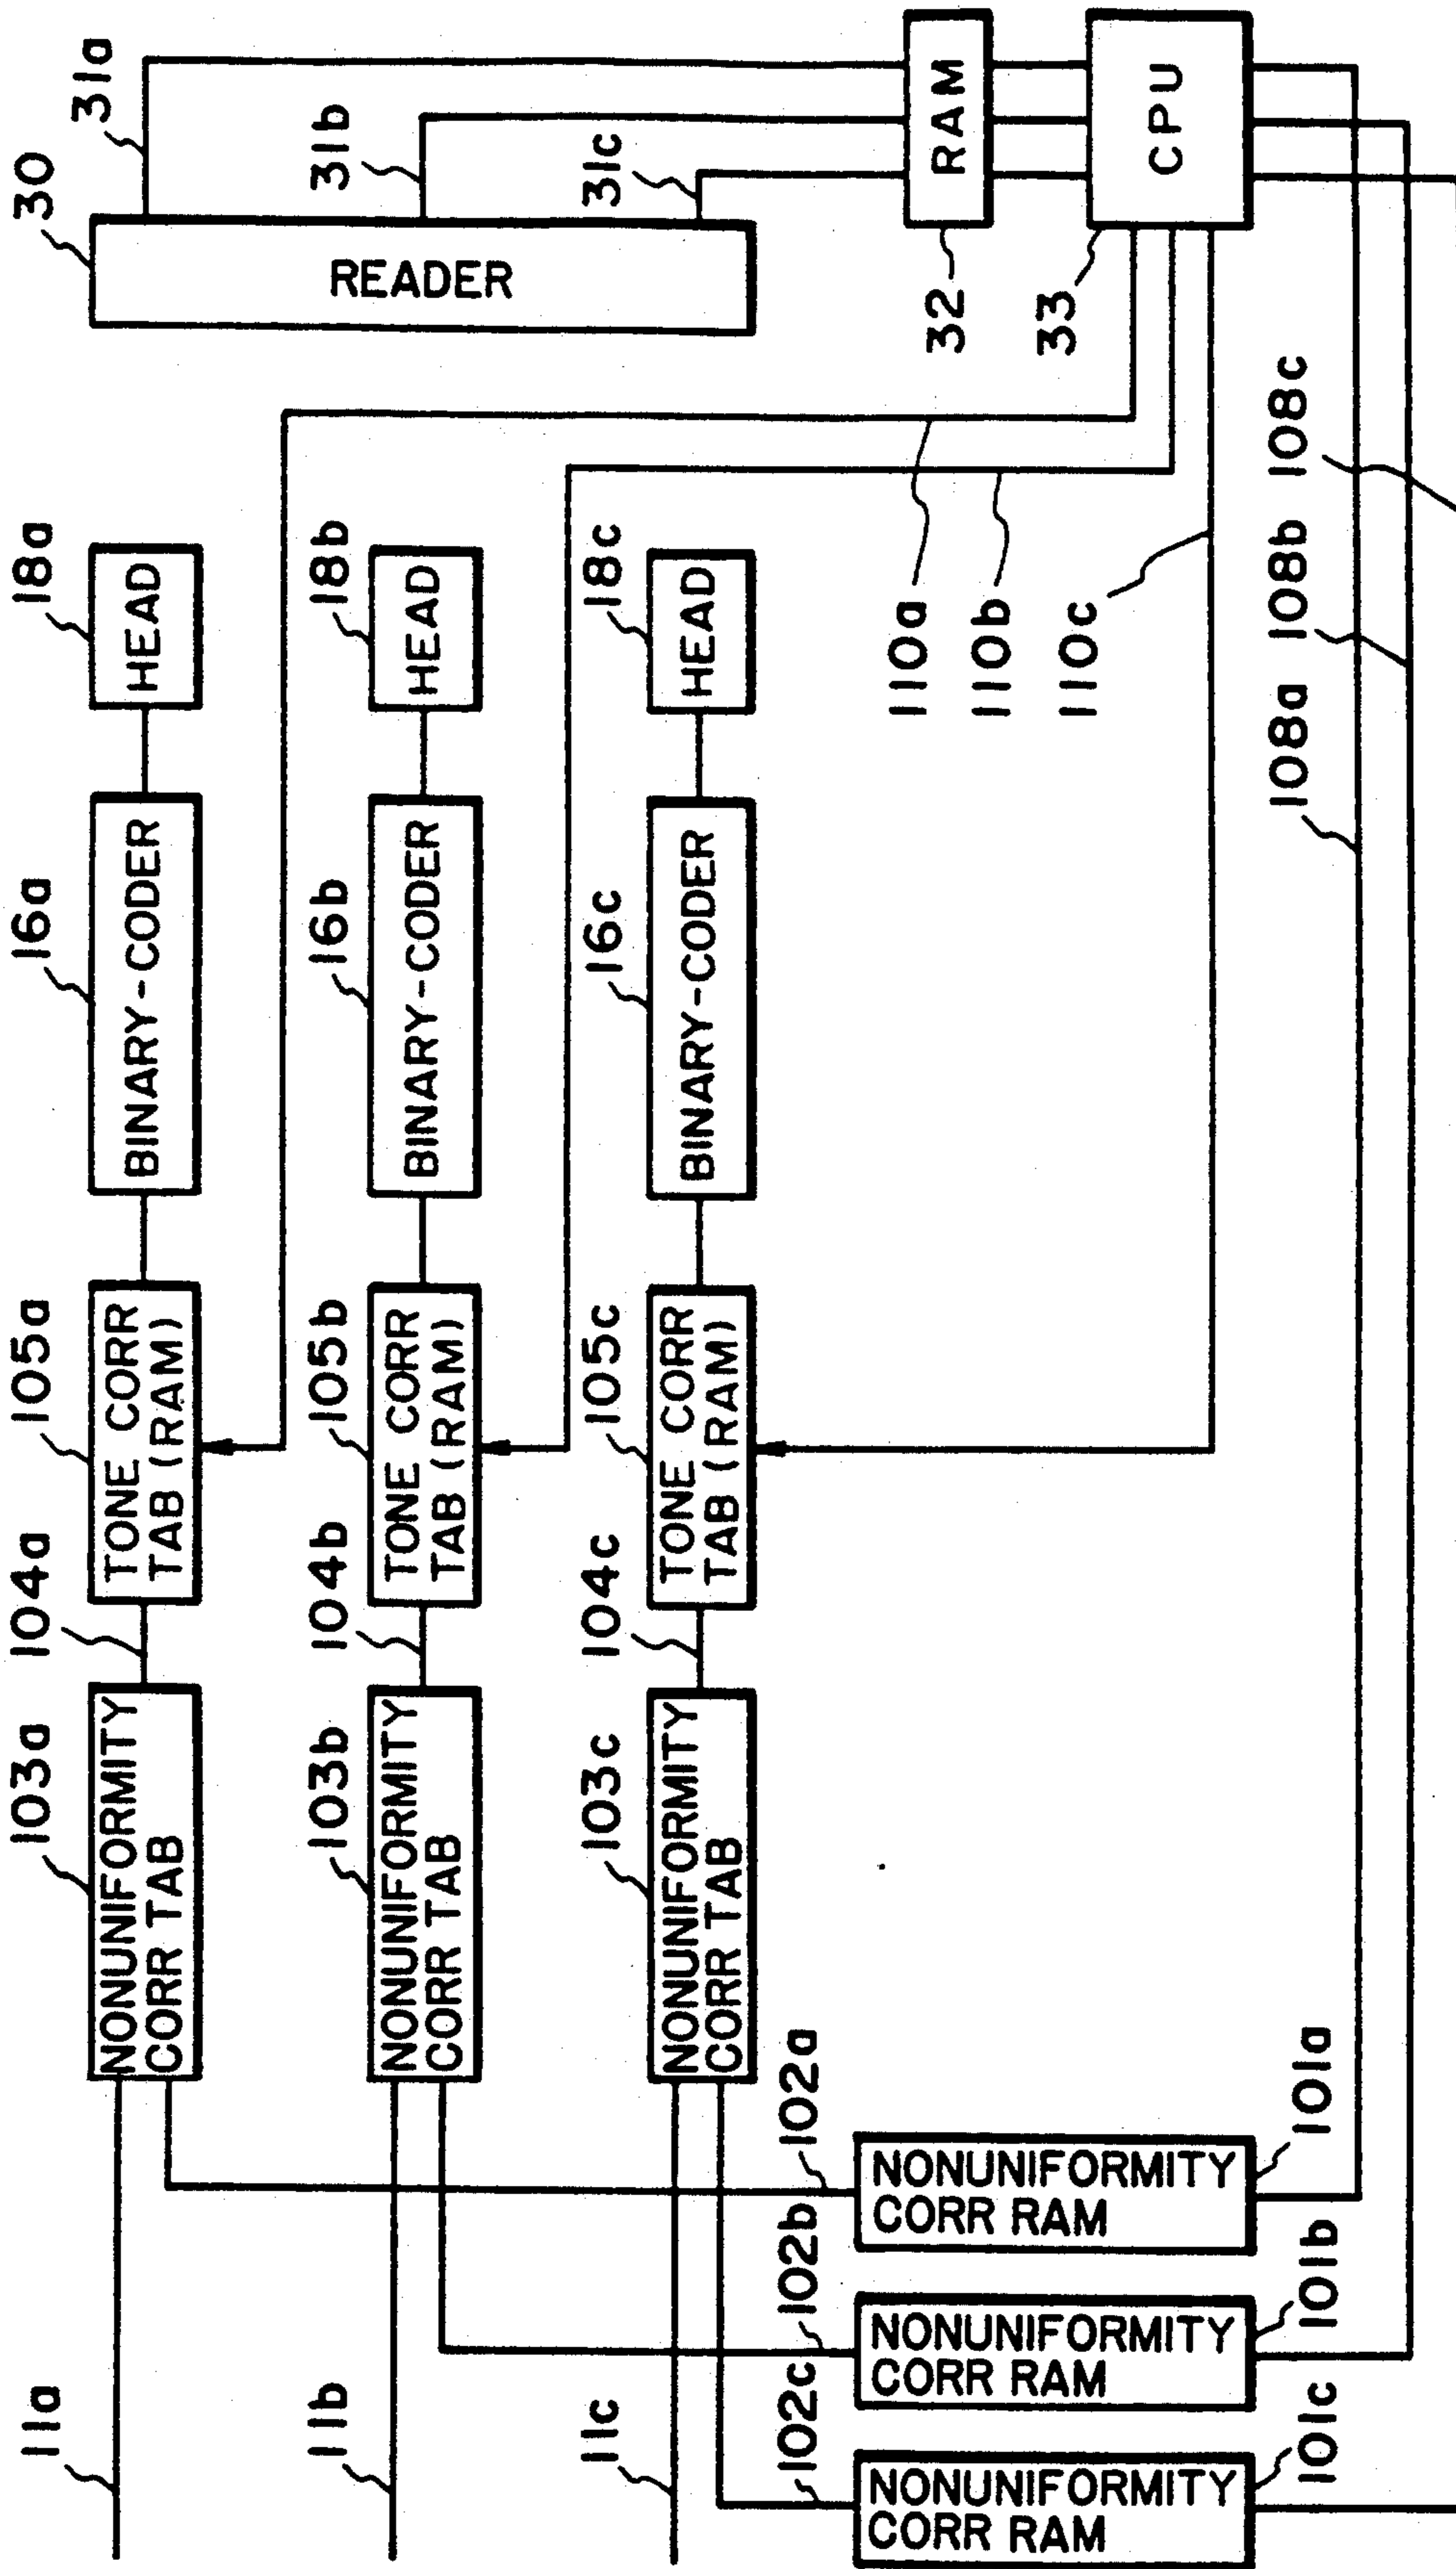 11a
103a
104a
105a
16a
18a
30
31a
NONUNIFORMITY
CORR TAB
TONE CORR
TAB (RAM)
BINARY-CODER
HEAD
READER
11b
103b
104b
105b
16b
18b
31b
NONUNIFORMITY
CORR TAB
TONE CORR
TAB (RAM)
BINARY-CODER
HEAD
11c
103c
104c
105c
16c
18c
31c
NONUNIFORMITY
CORR TAB
TONE CORR
TAB (RAM)
BINARY-CODER
HEAD
102c
102b
102a
NONUNIFORMITY
CORR RAM
NONUNIFORMITY
CORR RAM
NONUNIFORMITY
CORR RAM
101c
101b
101a
110a
110b
110c
32
RAM
33
CPU
108a
108b
108c